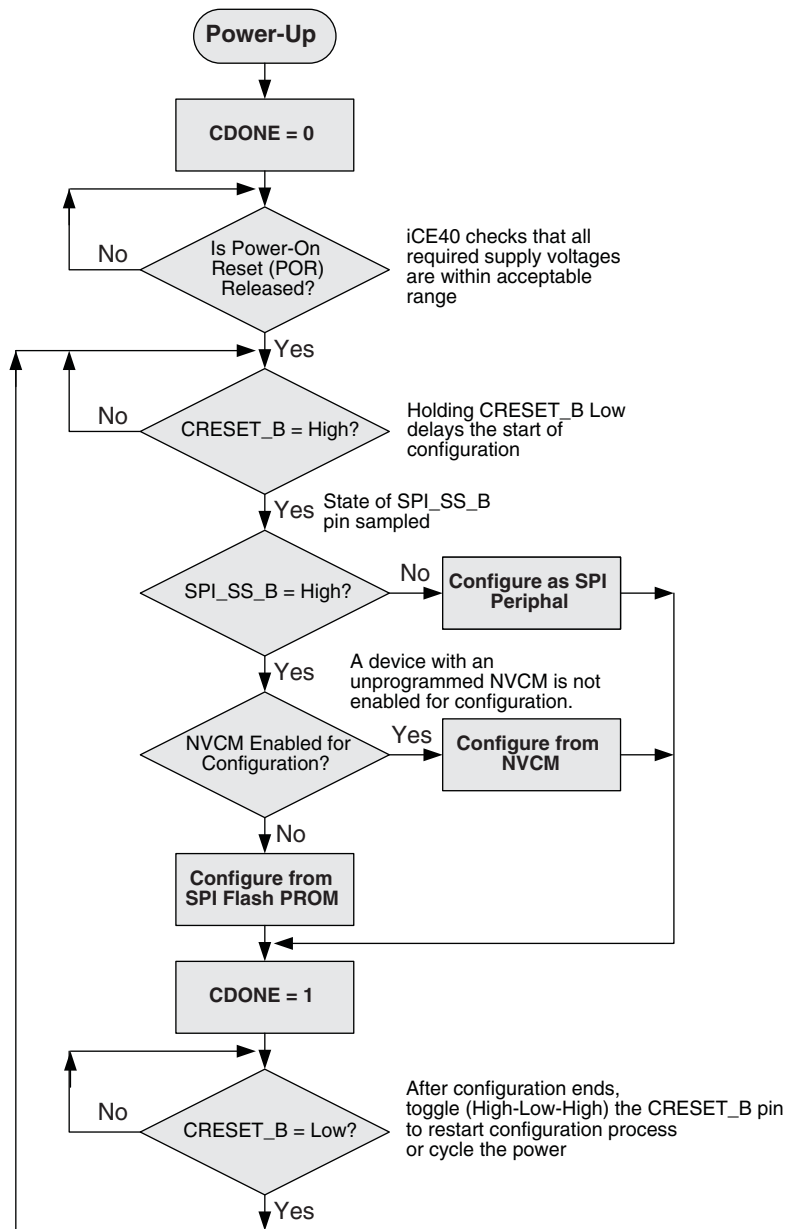 Power-Up
CDONE = 0
No
Is Power-On
Reset (POR)
Released?
iCE40 checks that all
required supply voltages
are within acceptable
range
Yes
No
CRESET_B = High?
Holding CRESET_B Low
delays the start of
configuration
Yes
State of SPI_SS_B
pin sampled
SPI_SS_B = High?
No
Configure as SPI
Periphal
Yes
A device with an
unprogrammed NVCM is not
enabled for configuration.
NVCM Enabled for
Configuration?
Yes
Configure from
NVCM
No
Configure from
SPI Flash PROM
CDONE = 1
No
CRESET_B = Low?
After configuration ends,
toggle (High-Low-High) the CRESET_B pin
to restart configuration process
or cycle the power
Yes